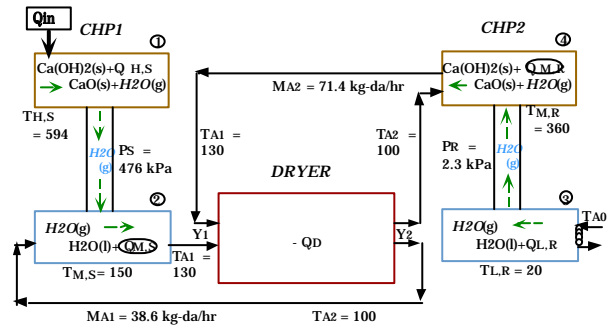 Qin
CHP1
①
Ca(OH)2(s)+Q H,S
CaO(s)+H2O(g)
TH,S
= 594
H2O
(g)
PS =
476 kPa
②
H2O(g)
H2O(l)+QM,S
TM,S= 150
TA1 =
130
MA1 = 38.6 kg-da/hr
TA2 = 100
MA2 = 71.4 kg-da/hr
TA1 =
130
TA2 =
100
DRYER
Y1
- QD
Y2
CHP2
④
Ca(OH)2(s)+ QM,R
CaO(s)+H2O(g)
TM,R
= 360
PR =
2.3 kPa
H2O
(g)
③
H2O(g)
H2O(l)+QL,R
TL,R = 20
TA0